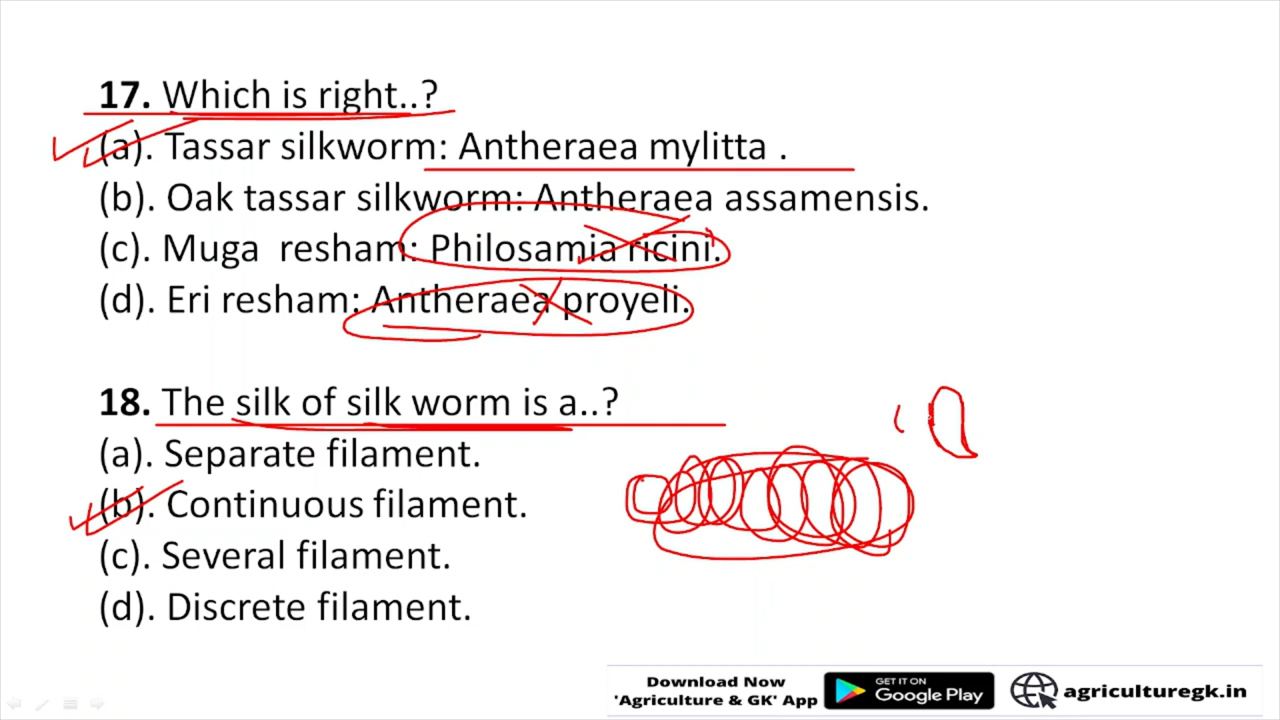 17. Which is right..?
(a). Tassar silkworm: Antheraea mylitta .
(b). Oak tassar silkworm: Antheraea assamensis.
(c). Muga resham: Philosamia ricini.
(d). Eri resham: Antheraea proyeli.
18. The silk of silk worm is a..?
(a). Separate filament.
(b). Continuous filament.
(c). Several filament.
(d). Discrete filament.
Download Now
'Agriculture & GK' App
GET IT ON
Google Play
agriculturegk.in